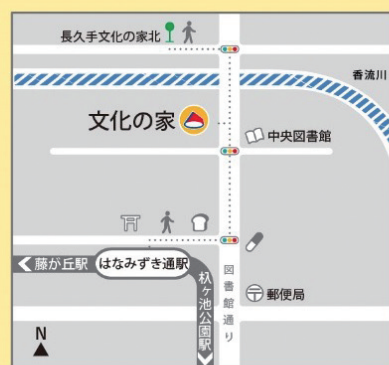 長久手文化の家北
香流川
文化の家
中央図書館
藤が丘駅
はなみずき通駅
杁ヶ池公園駅
図書館通り
郵便局
N